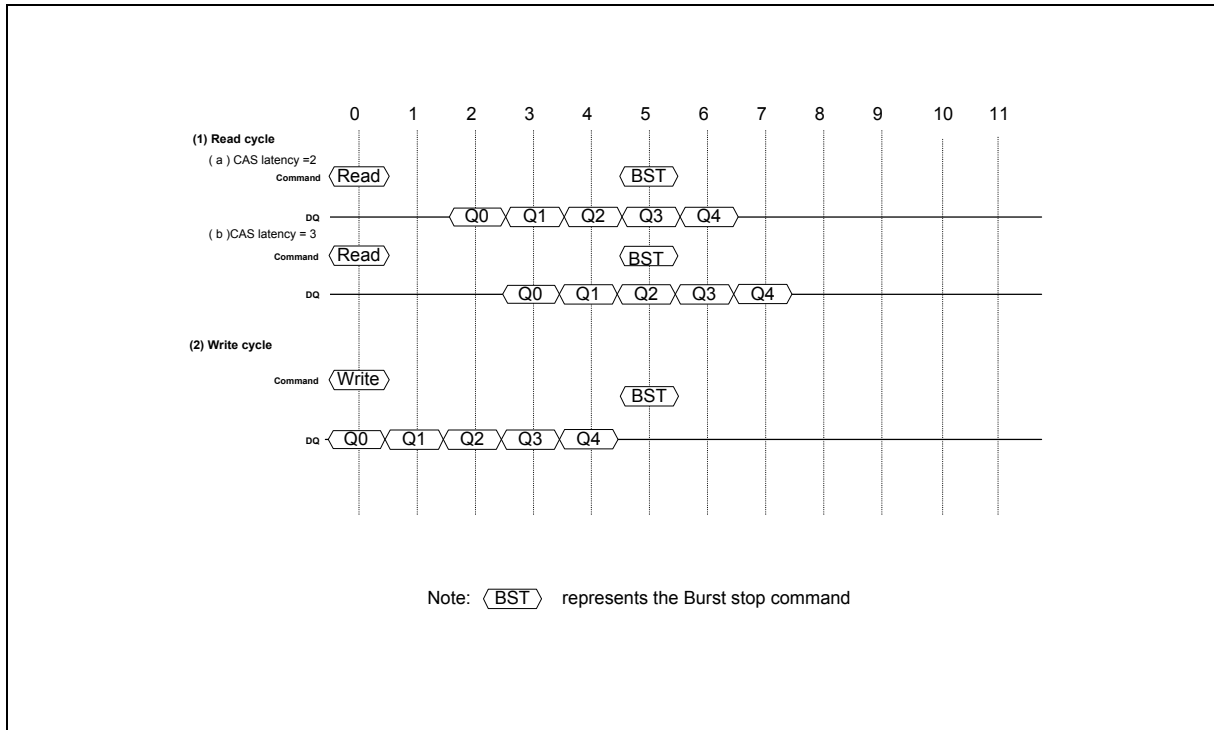 0 1 2 3 4 5 6 7 8 9 10 11
(1) Read cycle
( a ) CAS latency =2
Command Read BST
DQ Q0 Q1 Q2 Q3 Q4
( b )CAS latency = 3
Command Read BST
DQ Q0 Q1 Q2 Q3 Q4
(2) Write cycle
Command Write BST
DQ Q0 Q1 Q2 Q3 Q4
Note: BST represents the Burst stop command